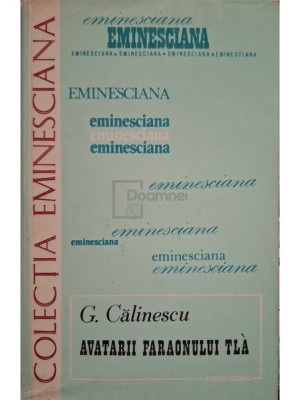 COLECTIA EMINESCIANA
eminesciana
EMINESCIANA
EMINESCIANA • EMINESCIANA • EMINESCIANA • EMINESCIANA
EMINESCIANA
eminesciana
eminesciana
eminesciana
eminesciana
Doamnei
eminesciana
eminesciana
eminesciana
eminesciana
G. Călinescu
AVATARII FARAONULUI TLÀ